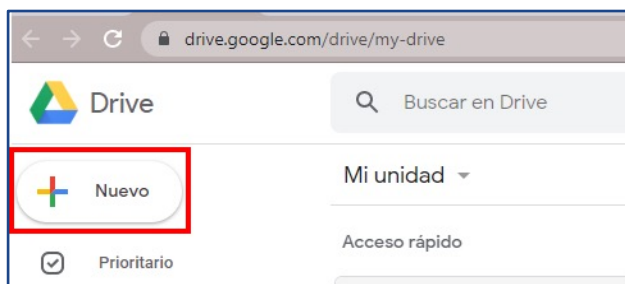 drive.google.com/drive/my-drive
Drive
Buscar en Drive
Nuevo
Mi unidad
Acceso rápido
Prioritario